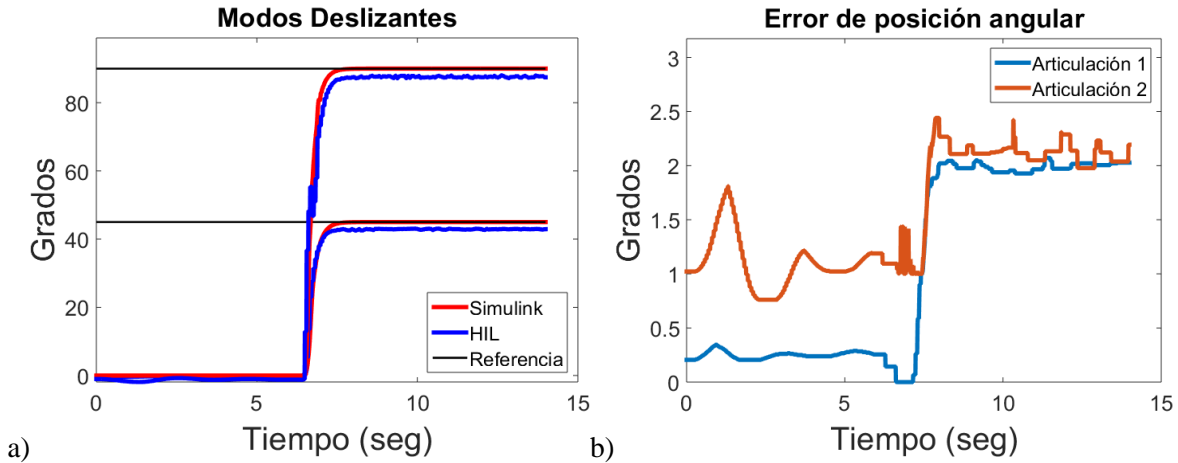 Modos Deslizantes
Grados
80
60
40
20
0
0
5
10
15
Tiempo (seg)
Simulink
HIL
Referencia
a)
Error de posición angular
Grados
3
2.5
2
1.5
1
0.5
0
0
5
10
15
Tiempo (seg)
Articulación 1
Articulación 2
b)